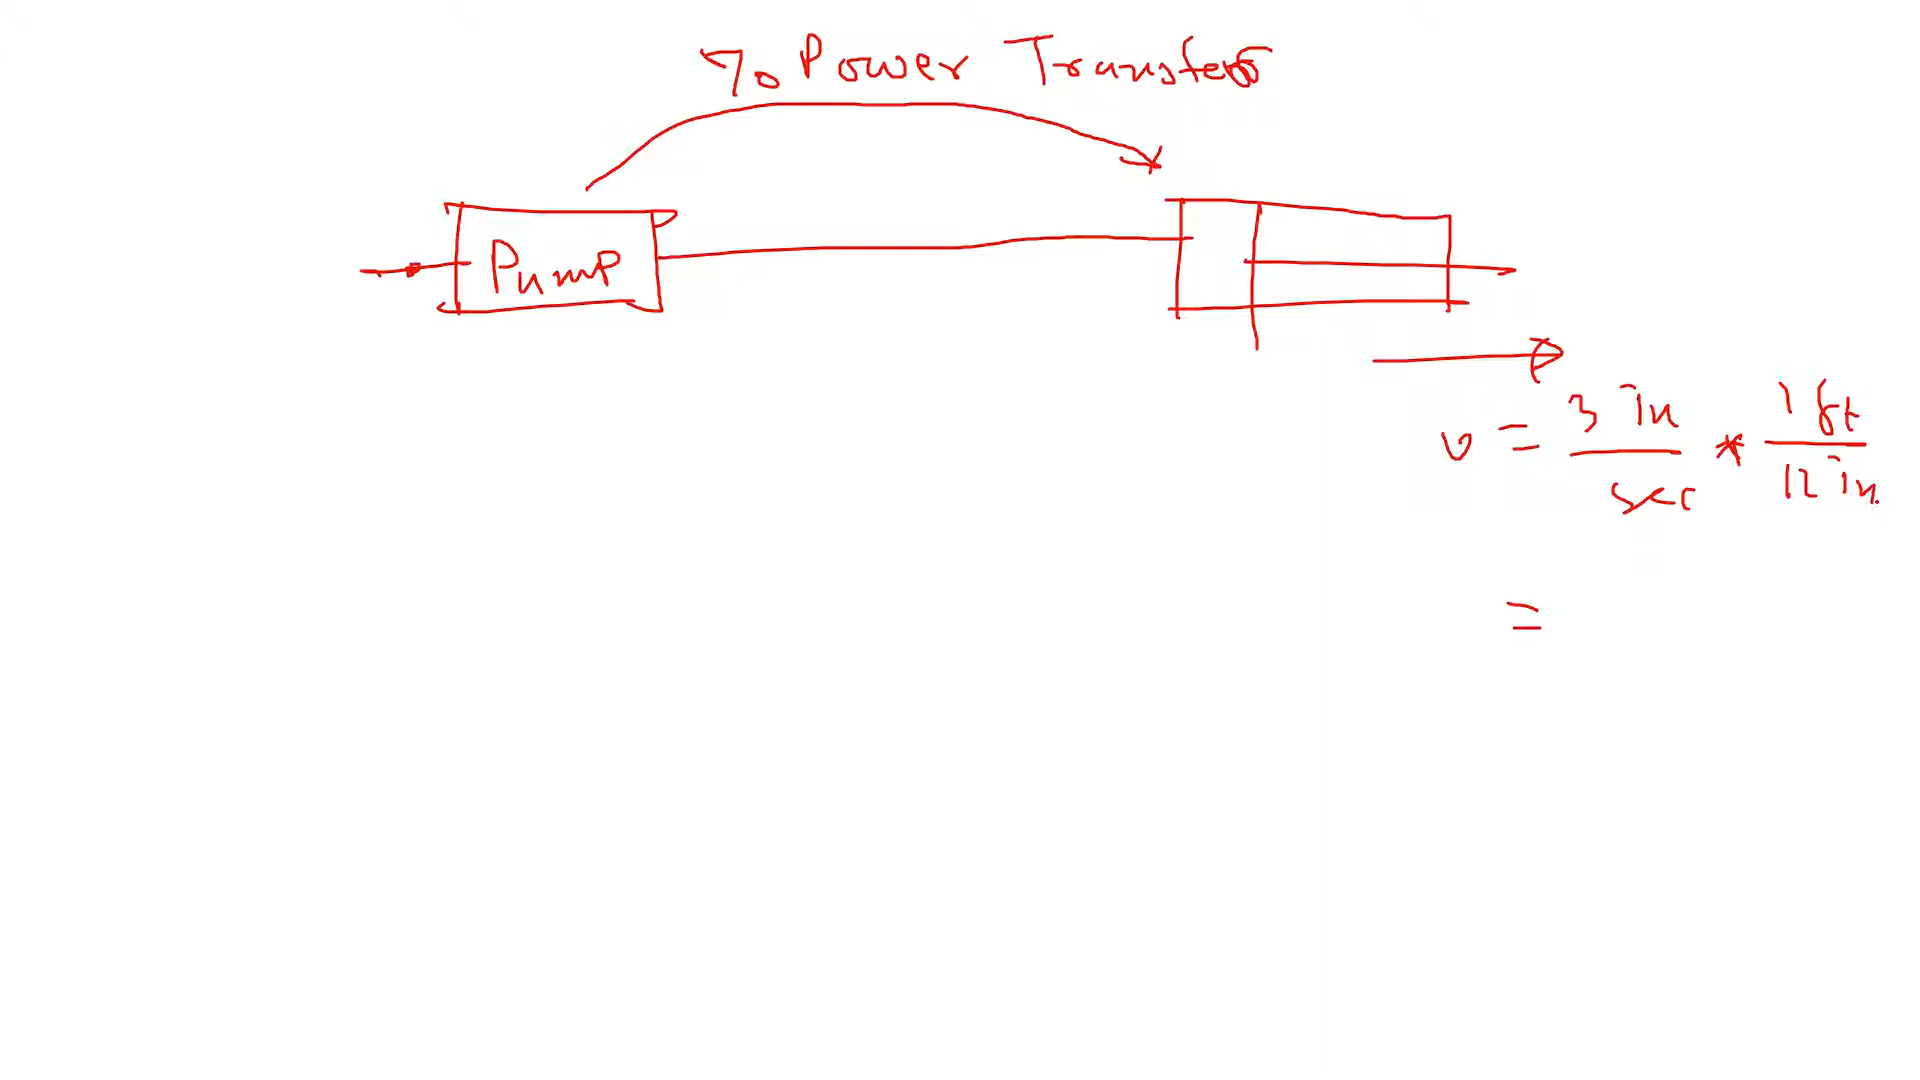 % Power Transfer
Pump
v = 3 in / sec * 1 ft / 12 in.
=